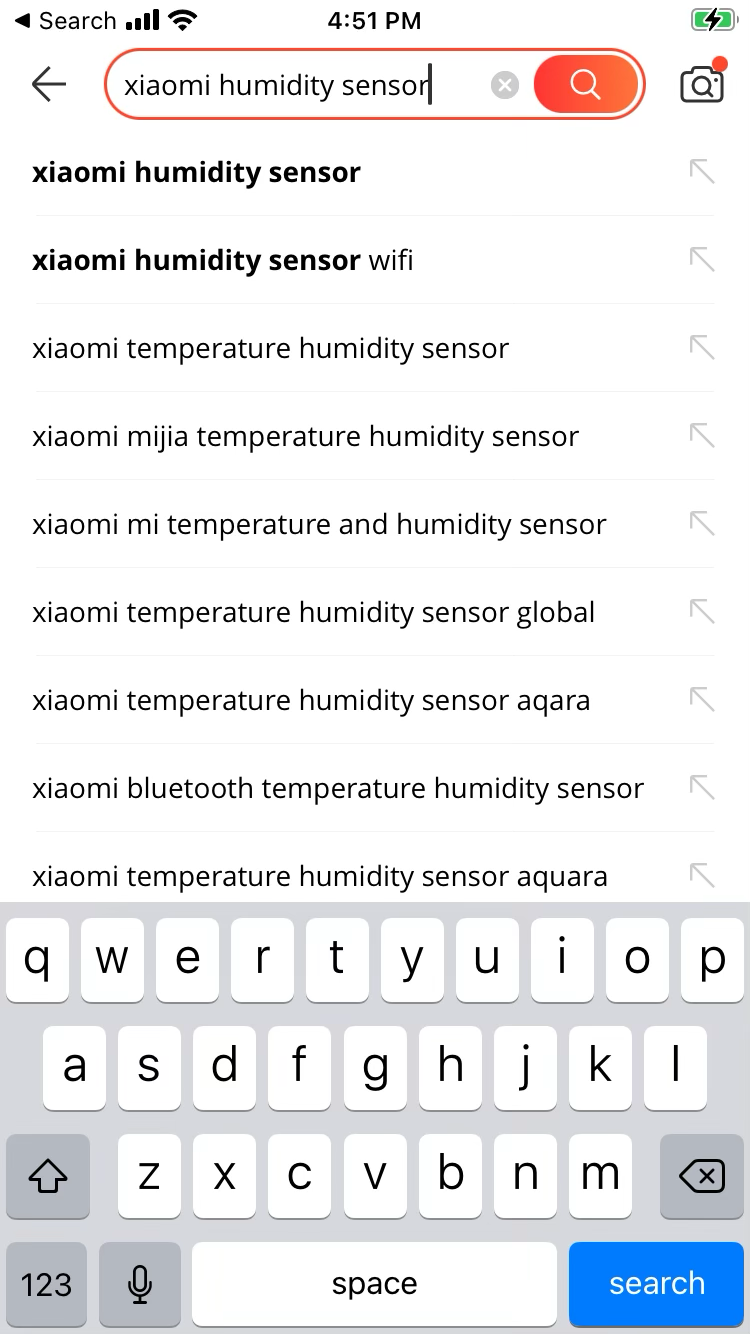 Search 4:51 PM
xiaomi humidity sensor
xiaomi humidity sensor
xiaomi humidity sensor wifi
xiaomi temperature humidity sensor
xiaomi mijia temperature humidity sensor
xiaomi mi temperature and humidity sensor
xiaomi temperature humidity sensor global
xiaomi temperature humidity sensor aqara
xiaomi bluetooth temperature humidity sensor
xiaomi temperature humidity sensor aquara
q w e r t y u i o p
a s d f g h j k l
z x c v b n m
123 space search